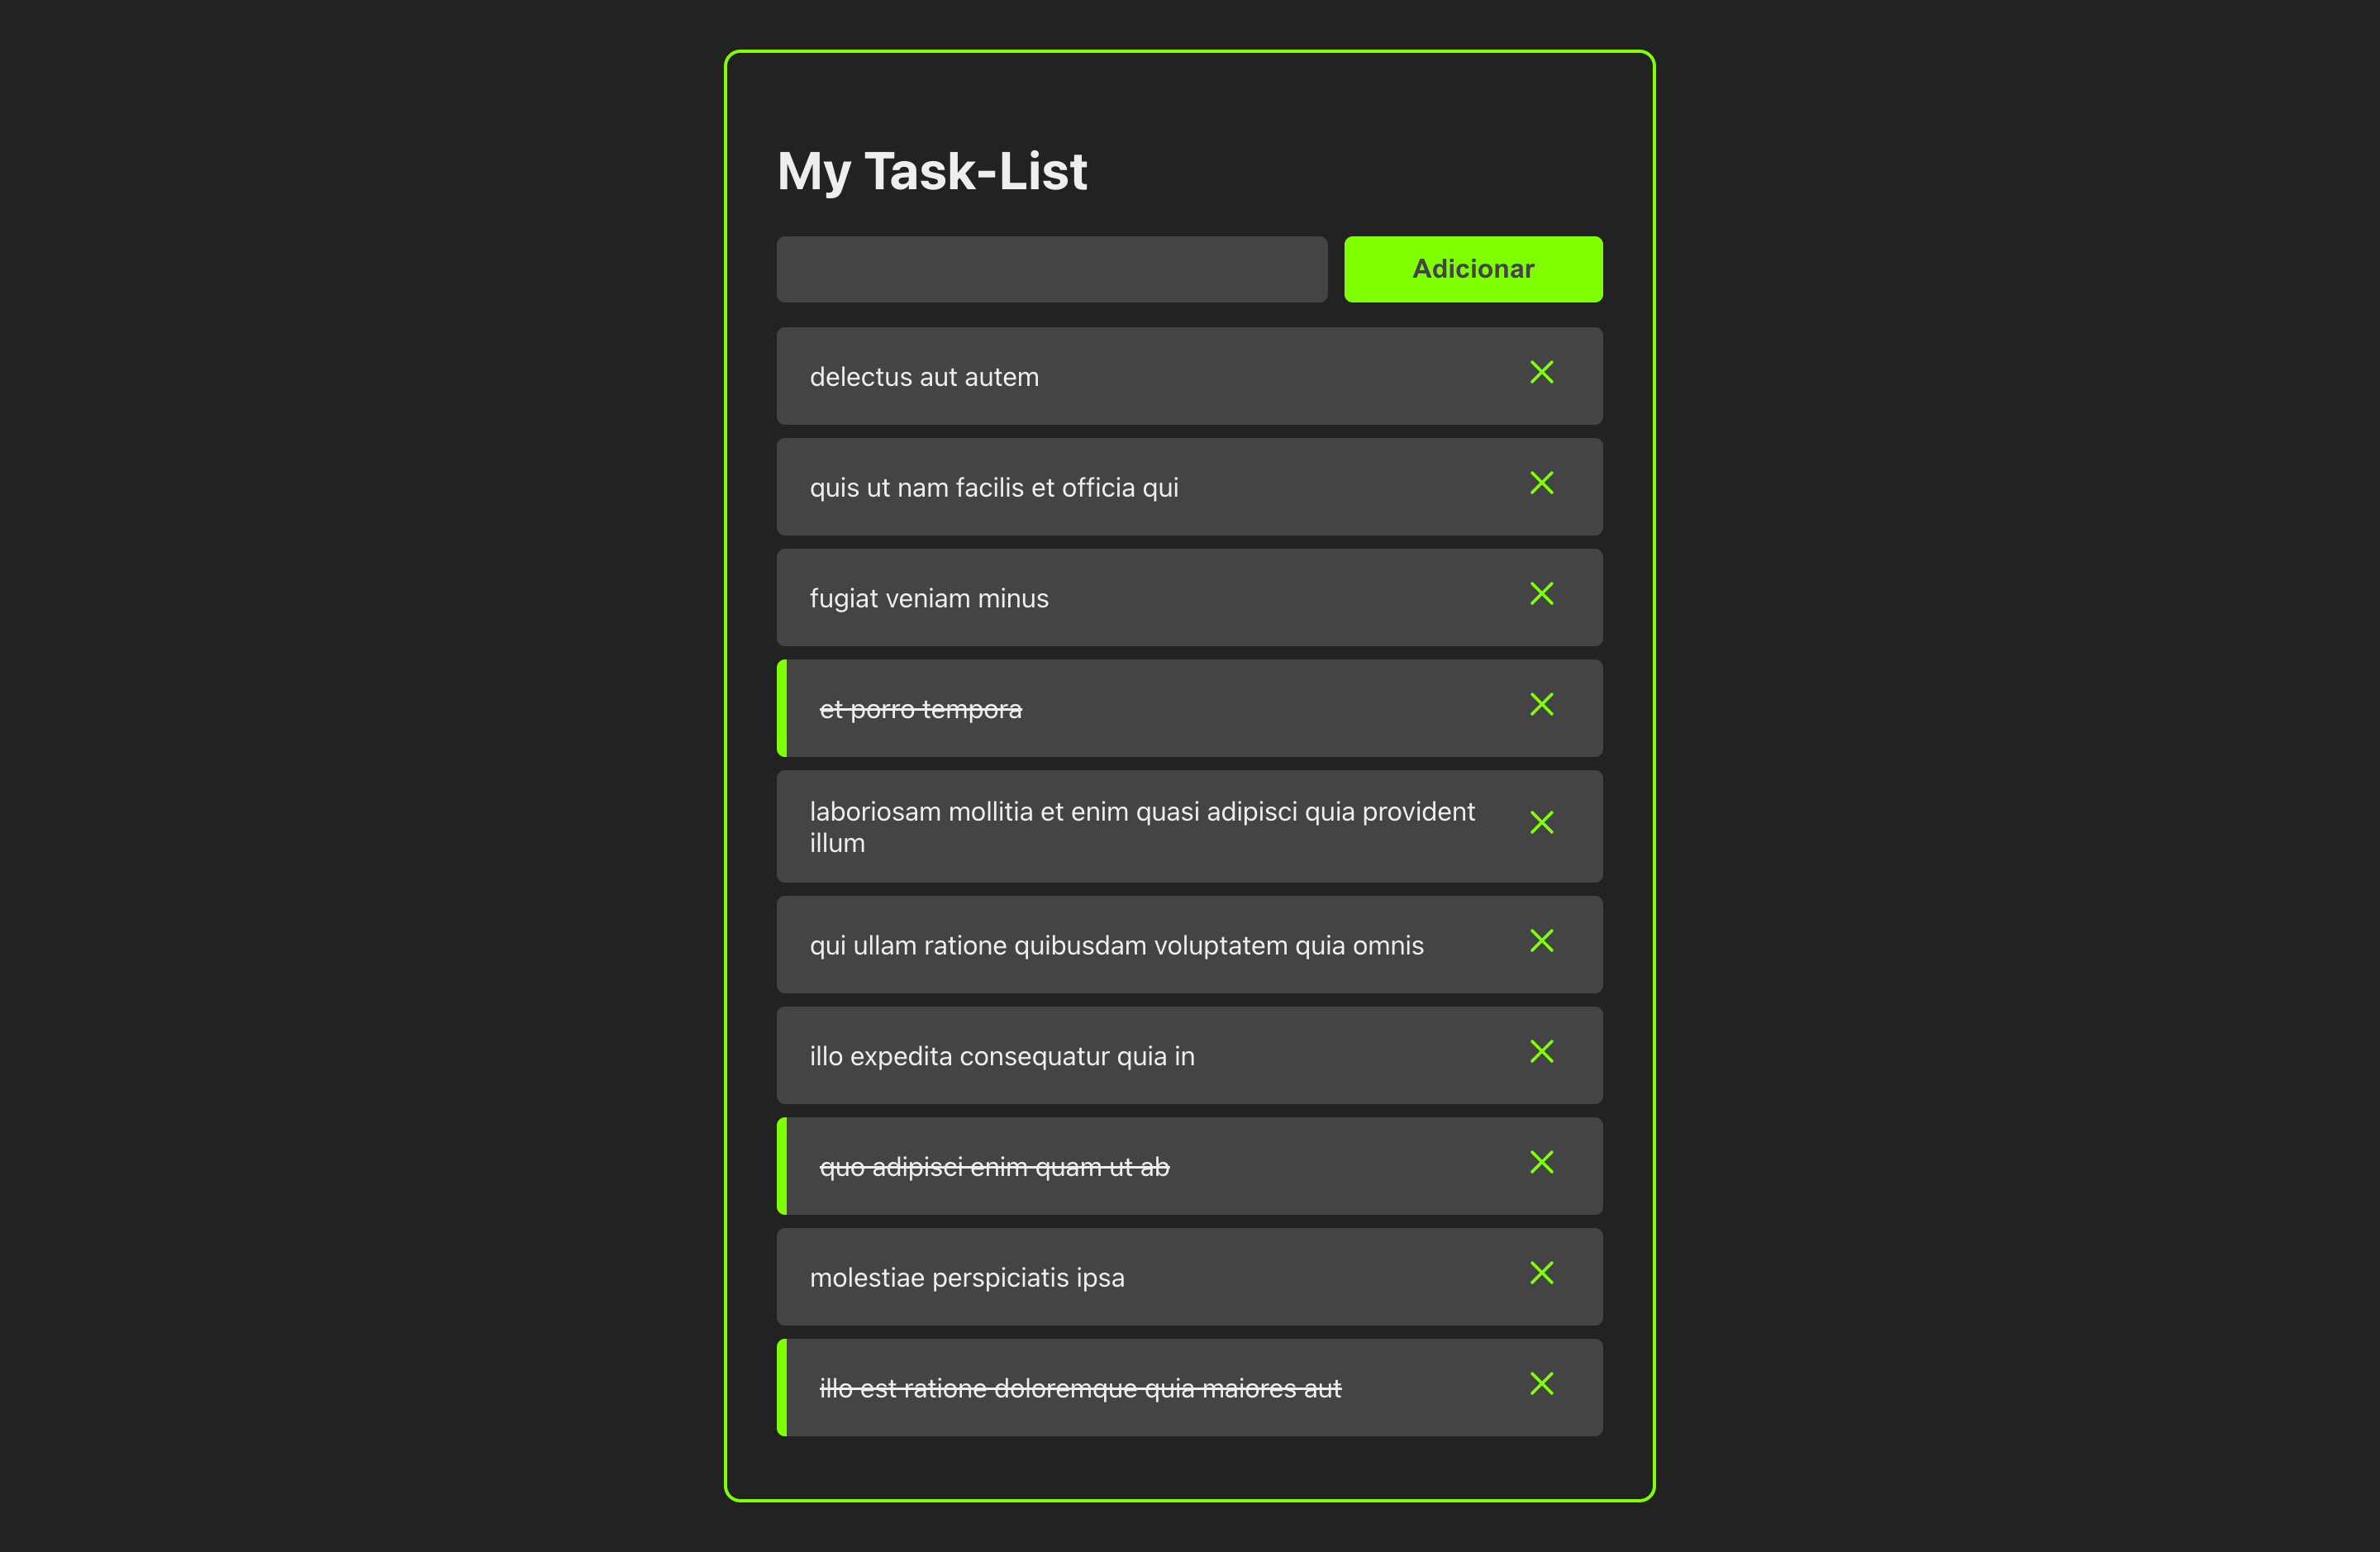 My Task-List
Adicionar
delectus aut autem
quis ut nam facilis et officia qui
fugiat veniam minus
et porro tempora
laboriosam mollitia et enim quasi adipisci quia provident
illum
qui ullam ratione quibusdam voluptatem quia omnis
illo expedita consequatur quia in
quo adipisci enim quam ut ab
molestiae perspiciatis ipsa
illo est ratione doloremque quia maiores aut